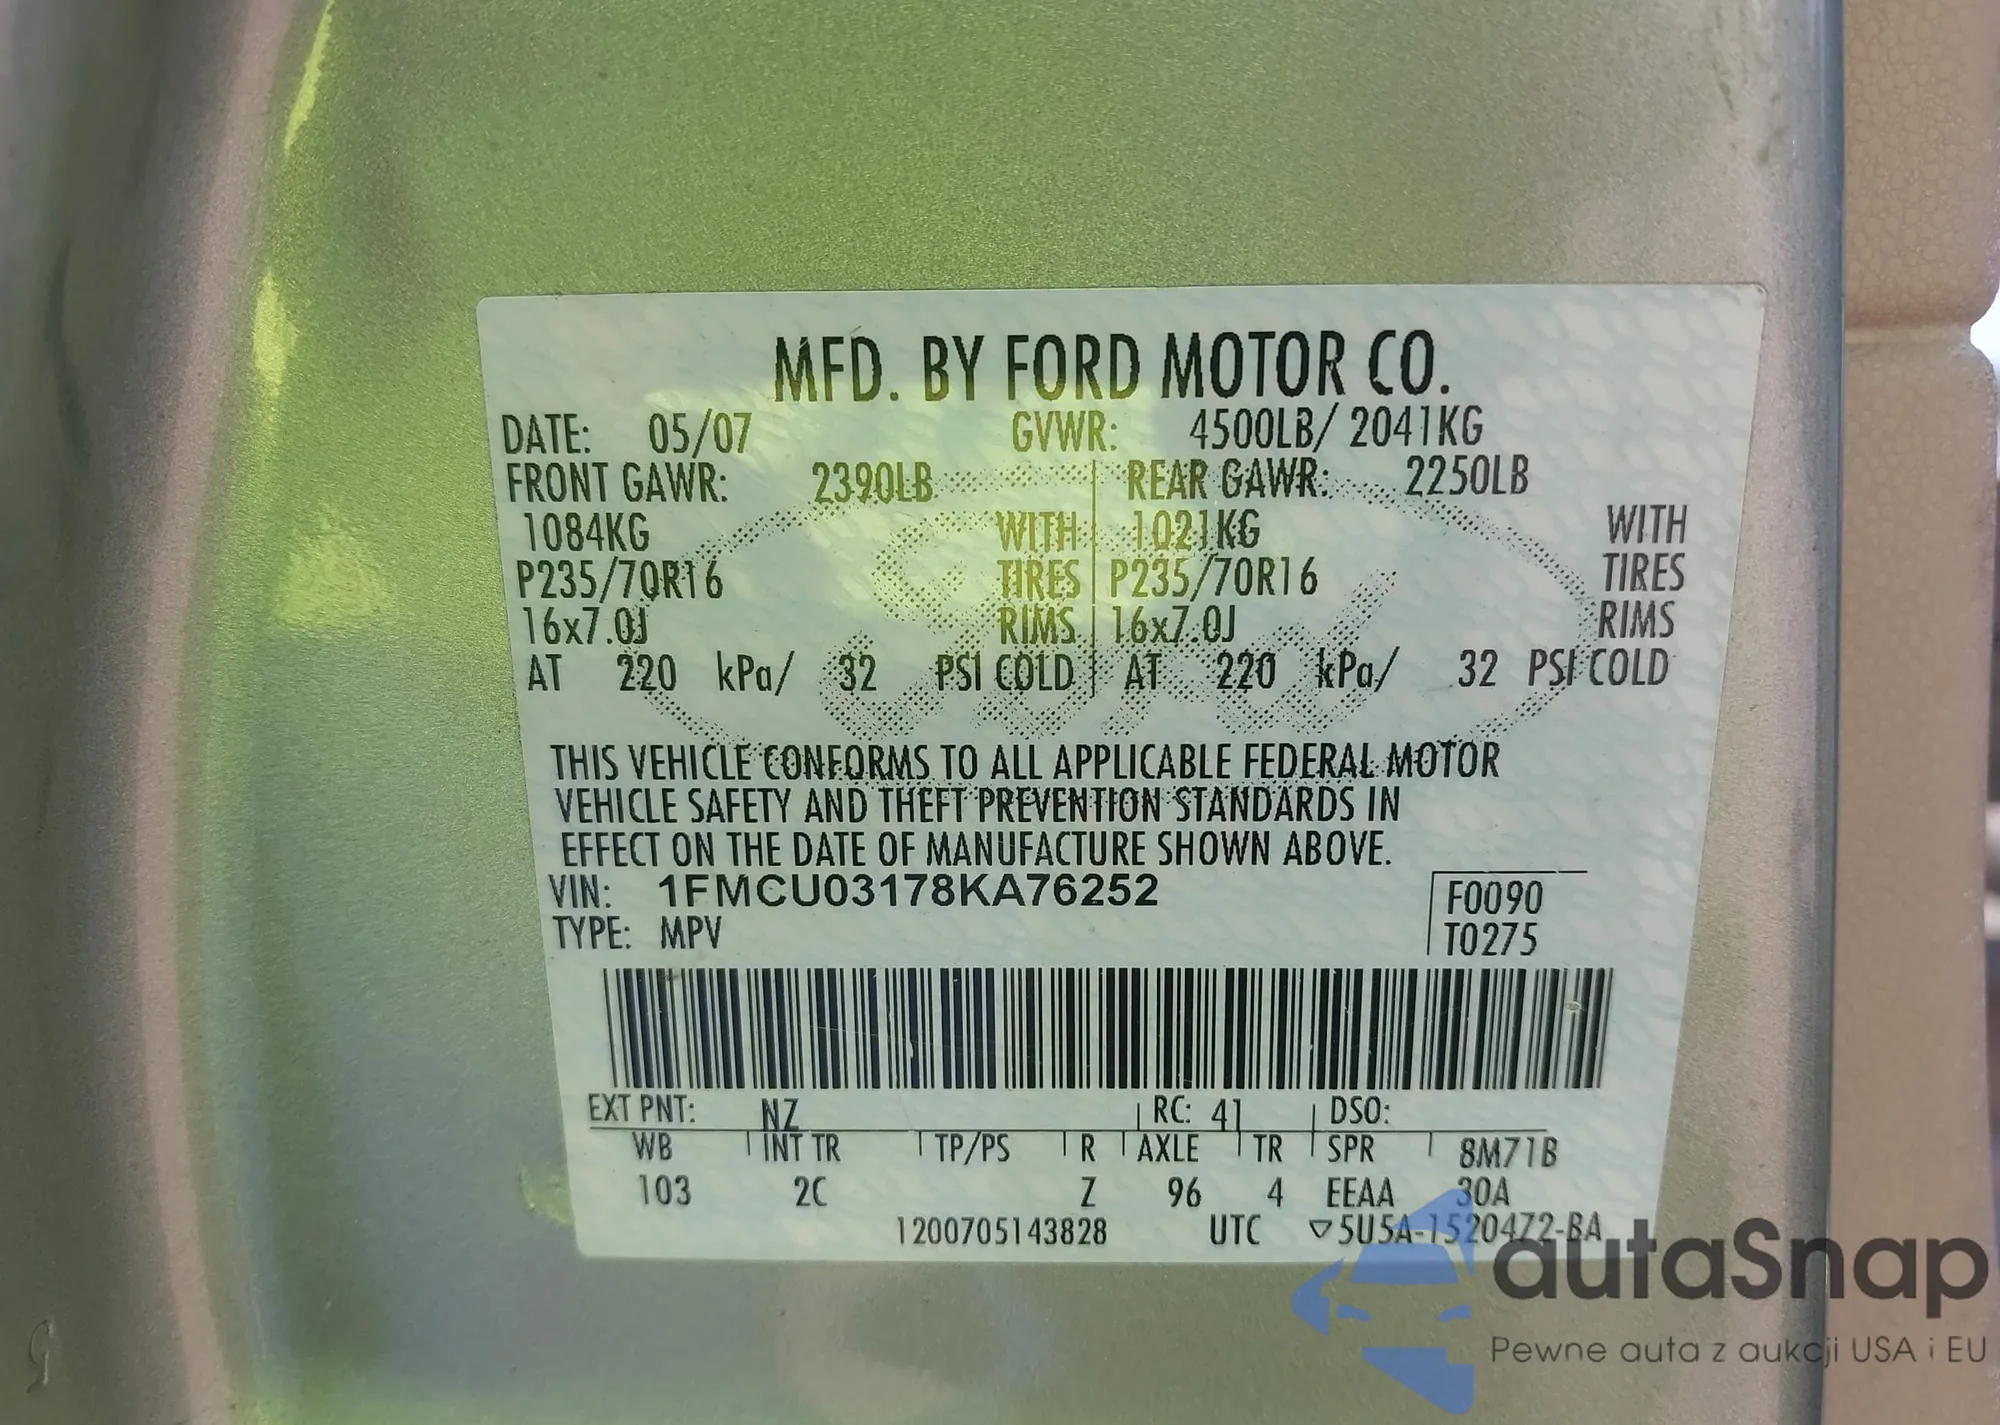 MFD. BY FORD MOTOR CO.
DATE: 05/07 GVWR: 4500LB/ 2041KG
FRONT GAWR: 2390LB REAR GAWR: 2250LB
1084KG WITH 1021KG WITH
P235/70R16 TIRES P235/70R16 TIRES
16x7.0J RIMS 16x7.0J RIMS
AT 220 kPa/ 32 PSI COLD AT 220 kPa/ 32 PSI COLD
Ford
THIS VEHICLE CONFORMS TO ALL APPLICABLE FEDERAL MOTOR
VEHICLE SAFETY AND THEFT PREVENTION STANDARDS IN
EFFECT ON THE DATE OF MANUFACTURE SHOWN ABOVE.
VIN: 1FMCU03178KA76252 F0090
TYPE: MPV T0275
EXT PNT: NZ RC: 41 DSO:
WB INT TR TP/PS R AXLE TR SPR 8M71B
103 2C Z 96 4 EEAA 30A
1200705143828 UTC ▽5U5A-1520472-BA
autaSnap
Pewne auta z aukcji USA i EU